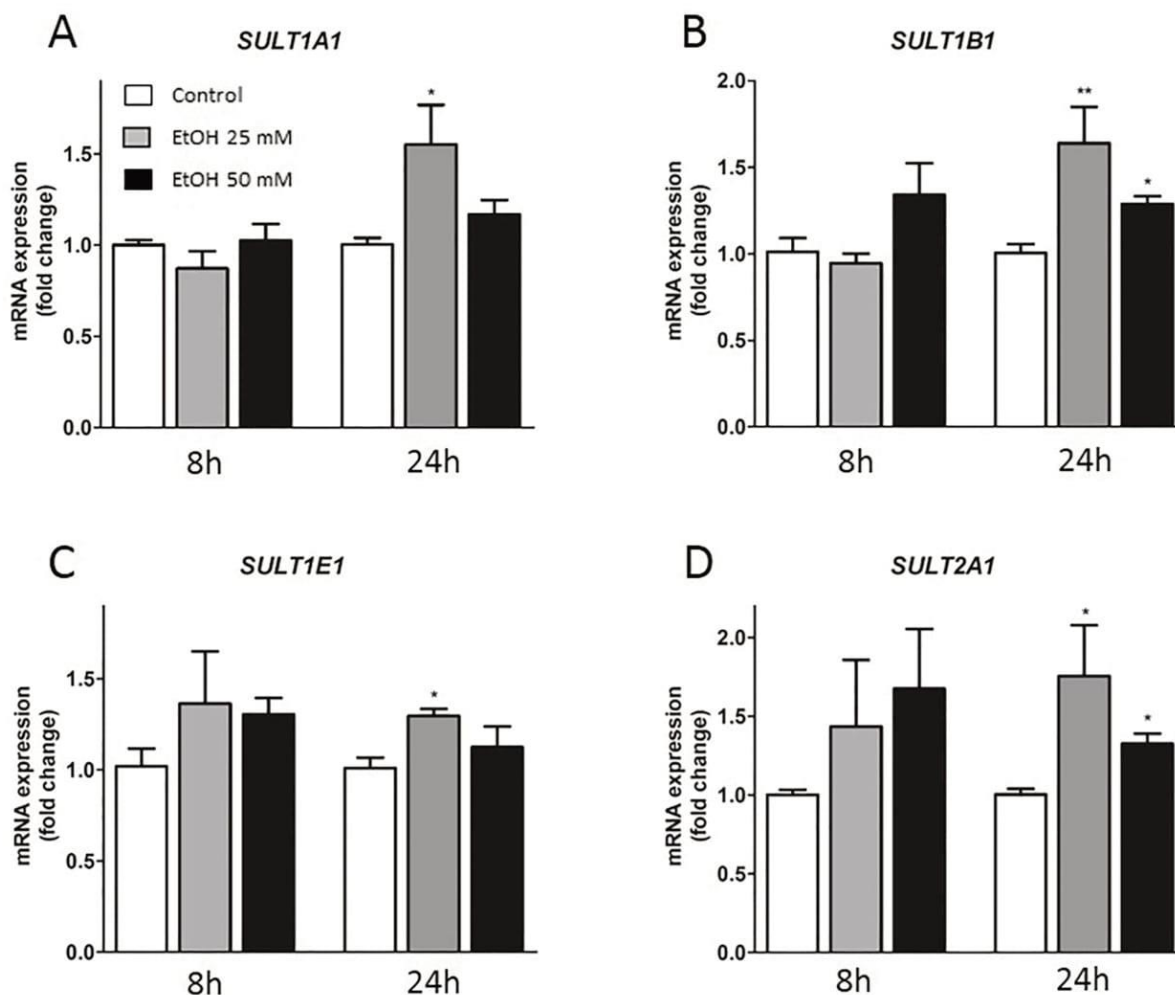 A
SULT1A1
Control
EtOH 25 mM
EtOH 50 mM
mRNA expression
(fold change)
1.5
1.0
0.5
0.0
*
8h
24h
B
SULT1B1
mRNA expression
(fold change)
2.0
1.5
1.0
0.5
0.0
**
*
8h
24h
C
SULT1E1
mRNA expression
(fold change)
1.5
1.0
0.5
0.0
*
8h
24h
D
SULT2A1
mRNA expression
(fold change)
2.0
1.5
1.0
0.5
0.0
*
*
8h
24h